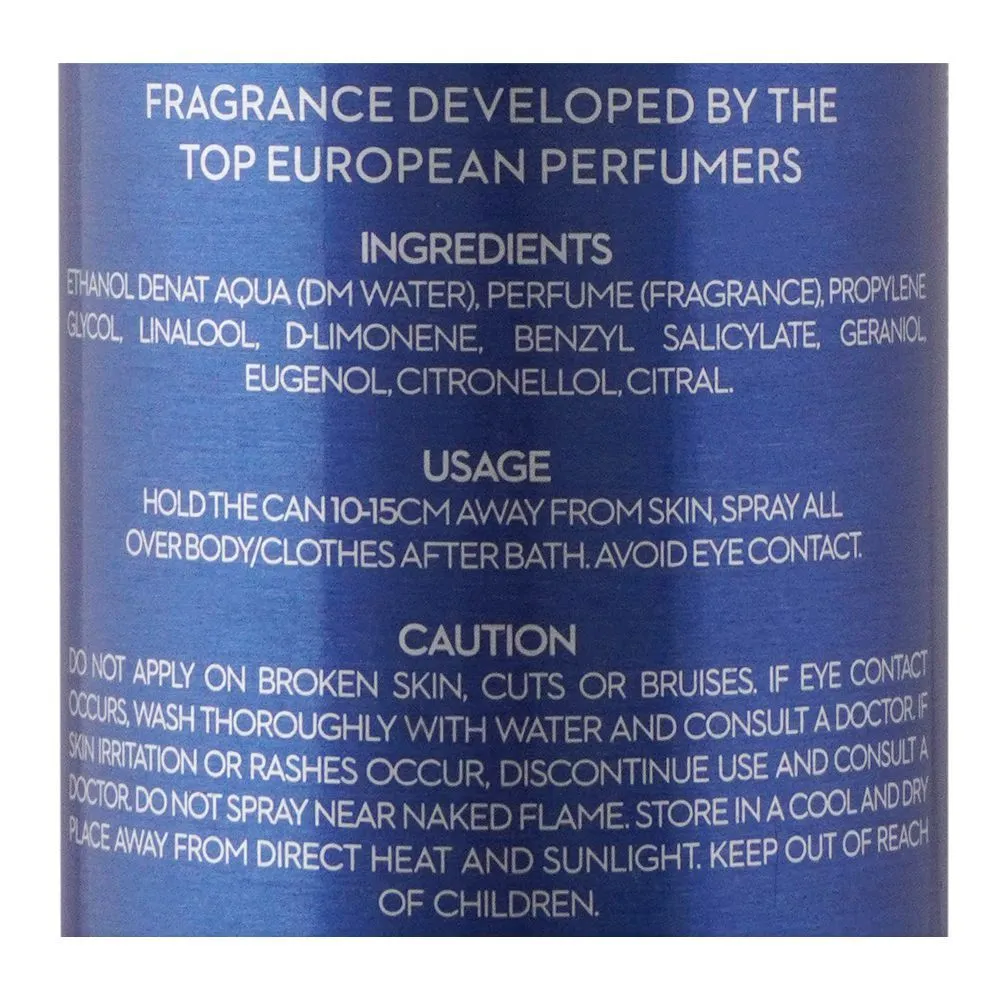 FRAGRANCE DEVELOPED BY THE
TOP EUROPEAN PERFUMERS
INGREDIENTS
ETHANOL DENAT AQUA (DM WATER), PERFUME (FRAGRANCE), PROPYLENE
GLYCOL, LINALOOL, D-LIMONENE, BENZYL SALICYLATE, GERANIOL,
EUGENOL, CITRONELLOL, CITRAL.
USAGE
HOLD THE CAN 10-15CM AWAY FROM SKIN, SPRAY ALL
OVER BODY/CLOTHES AFTER BATH. AVOID EYE CONTACT.
CAUTION
DO NOT APPLY ON BROKEN SKIN, CUTS OR BRUISES. IF EYE CONTACT
OCCURS, WASH THOROUGHLY WITH WATER AND CONSULT A DOCTOR. IF
SKIN IRRITATION OR RASHES OCCUR, DISCONTINUE USE AND CONSULT A
DOCTOR. DO NOT SPRAY NEAR NAKED FLAME. STORE IN A COOL AND DRY
PLACE AWAY FROM DIRECT HEAT AND SUNLIGHT. KEEP OUT OF REACH
OF CHILDREN.